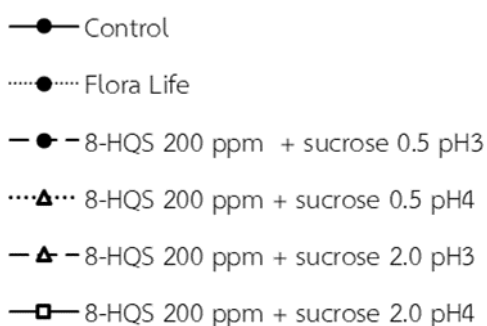 Control
Flora Life
8-HQS 200 ppm + sucrose 0.5 pH3
8-HQS 200 ppm + sucrose 0.5 pH4
8-HQS 200 ppm + sucrose 2.0 pH3
8-HQS 200 ppm + sucrose 2.0 pH4